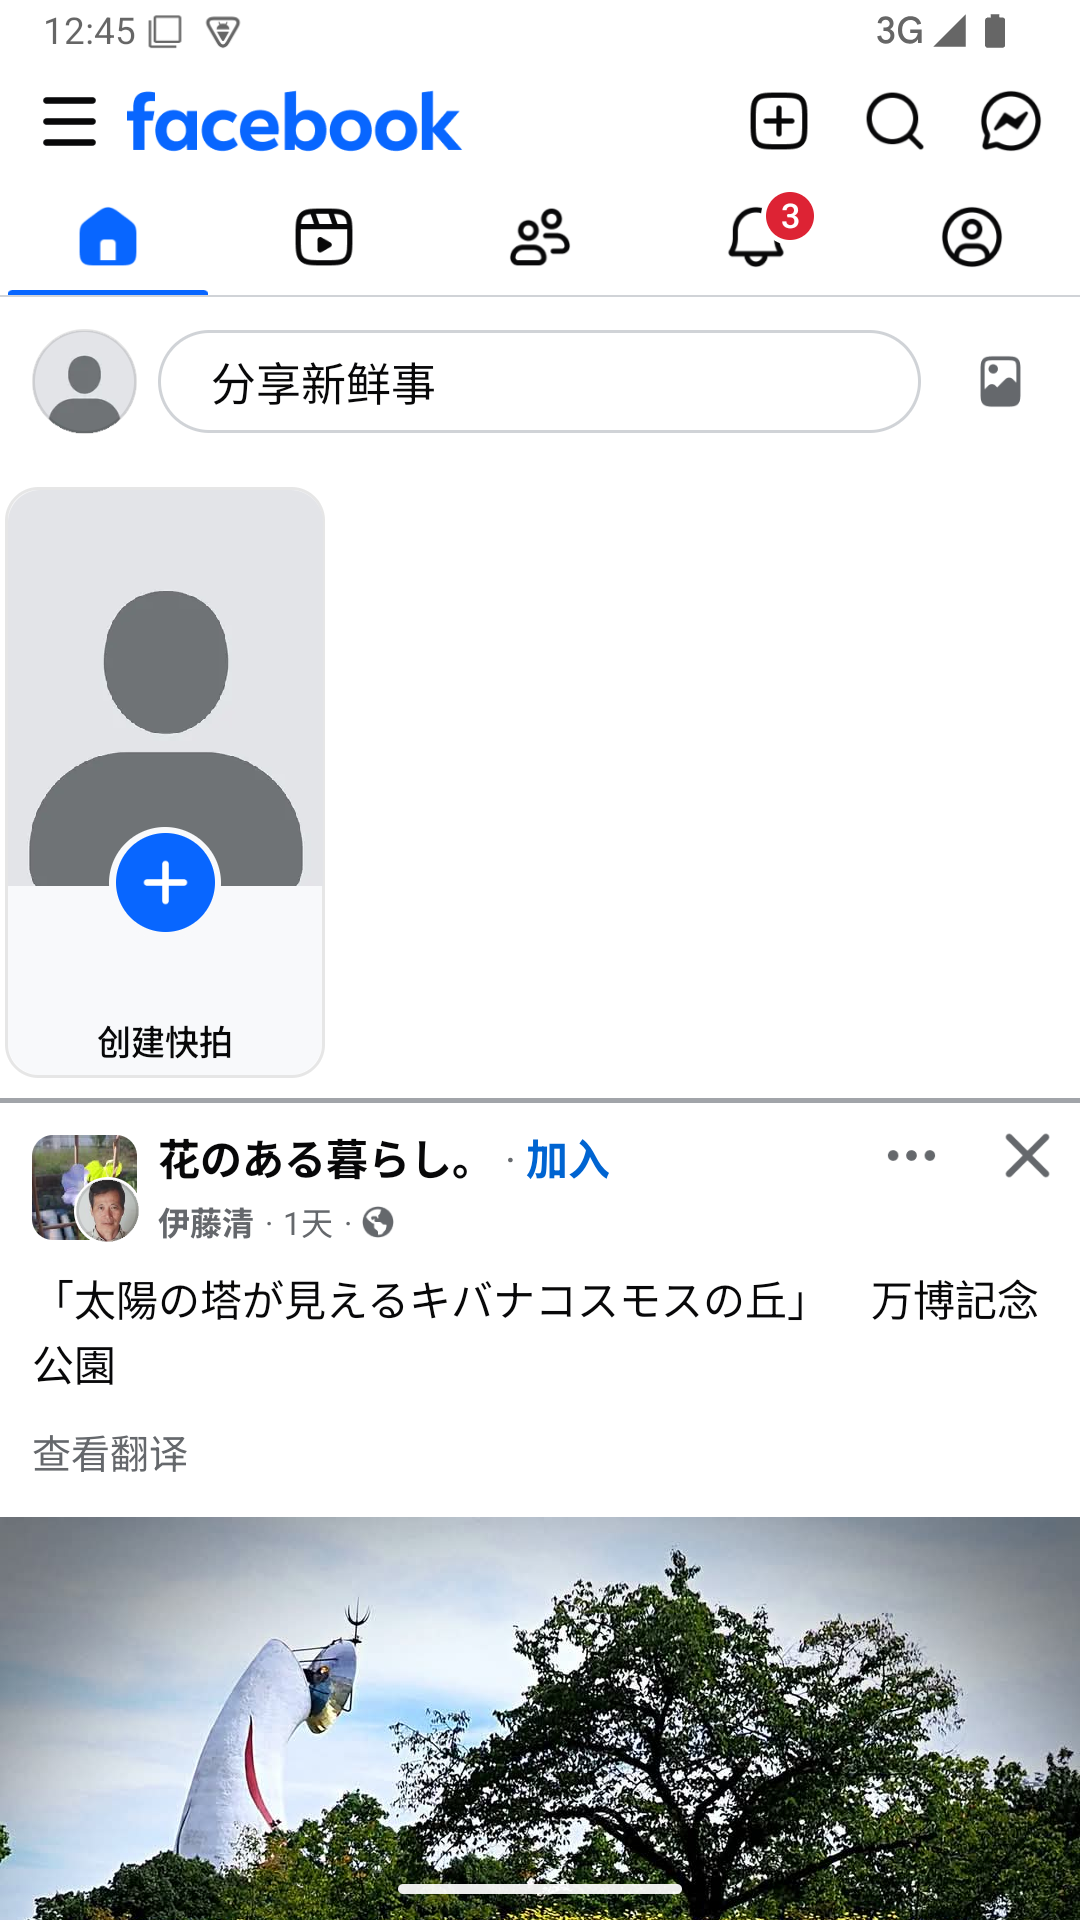 12:45
3G
facebook
3
分享新鲜事
创建快拍
花のある暮らし。 · 加入
伊藤清 · 1天 ·
「太陽の塔が見えるキバナコスモスの丘」　万博記念
公園
查看翻译